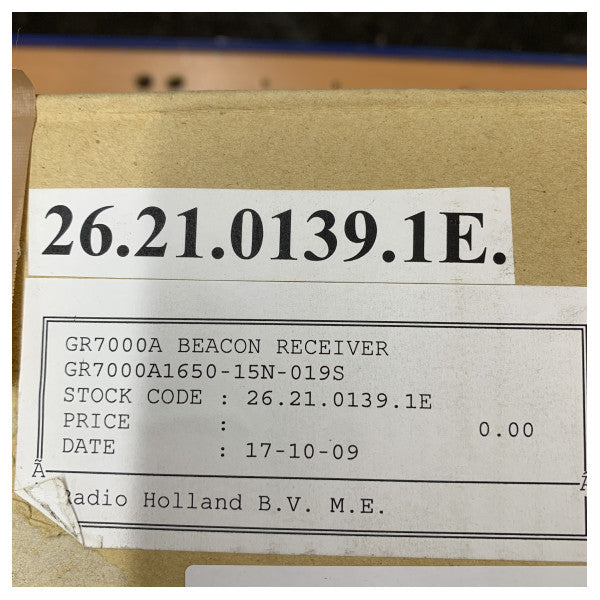 26.21.0139.1E.
GR7000A BEACON RECEIVER
GR7000A1650-15N-019S
STOCK CODE : 26.21.0139.1E
PRICE : 0.00
DATE : 17-10-09
Ã Ã
Radio Holland B.V. M.E.